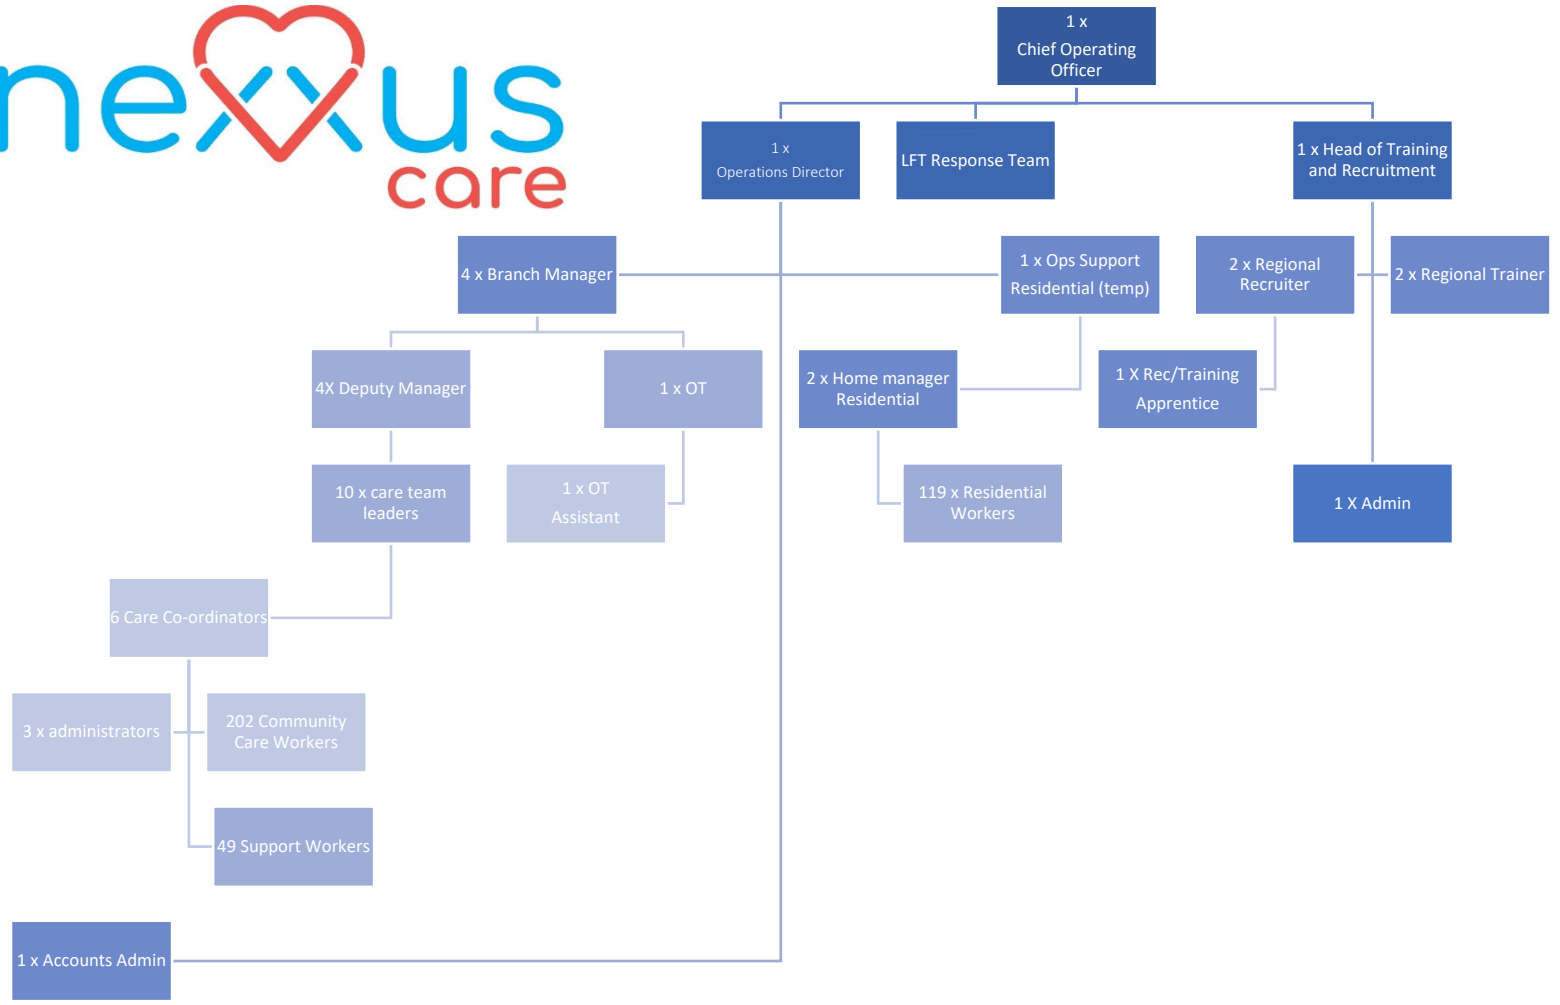 nexxus
care
1 x
Chief Operating
Officer
1 x
Operations Director
LFT Response Team
1 x Head of Training
and Recruitment
4 x Branch Manager
1 x Ops Support
Residential (temp)
2 x Regional
Recruiter
2 x Regional Trainer
4X Deputy Manager
1 x OT
2 x Home manager
Residential
1 X Rec/Training
Apprentice
10 x care team
leaders
1 x OT
Assistant
119 x Residential
Workers
1 X Admin
6 Care Co-ordinators
3 x administrators
202 Community
Care Workers
49 Support Workers
1 x Accounts Admin